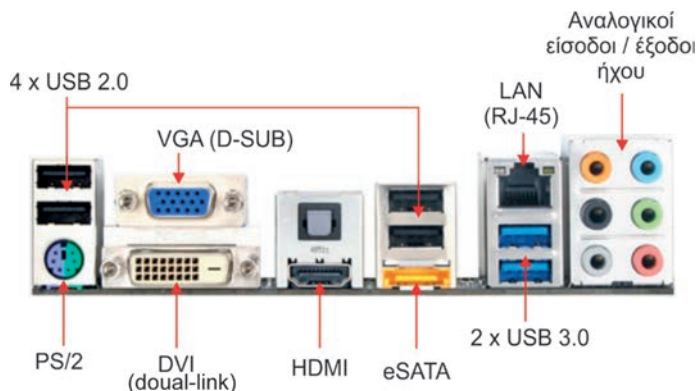 Αναλογικοί
είσοδοι / έξοδοι
ήχου
4 x USB 2.0
LAN
(RJ-45)
VGA (D-SUB)
2 x USB 3.0
PS/2
DVI
(doual-link)
HDMI
eSATA